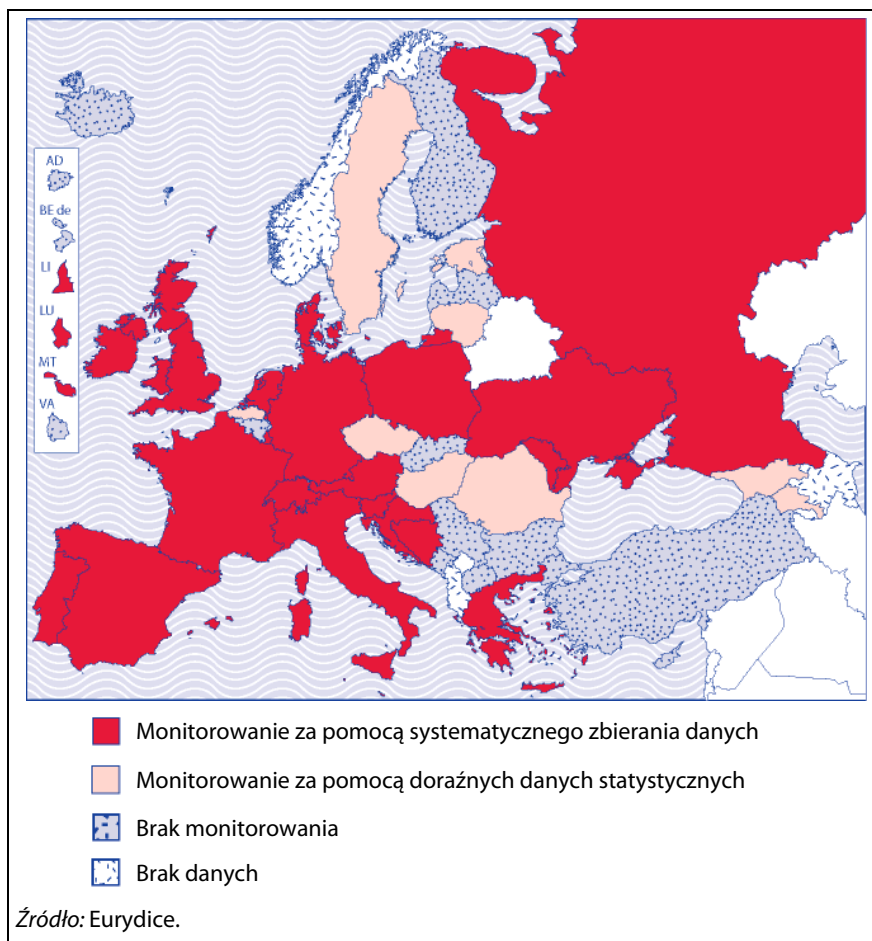 AD
BE de
LI
LU
MT
VA
Monitorowanie za pomocą systematycznego zbierania danych
Monitorowanie za pomocą doraźnych danych statystycznych
Brak monitorowania
Brak danych
Źródło: Eurydice.